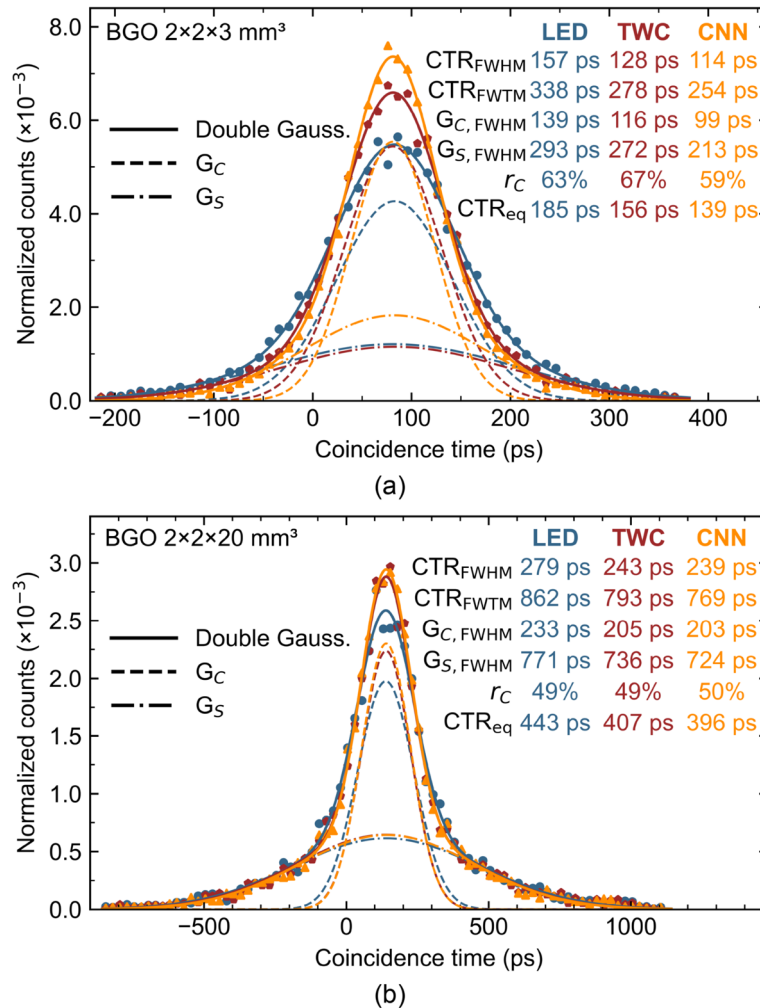 BGO 2×2×3 mm³ LED TWC CNN
CTR_FWHM 157 ps 128 ps 114 ps
CTR_FWTM 338 ps 278 ps 254 ps
G_C, FWHM 139 ps 116 ps 99 ps
G_S, FWHM 293 ps 272 ps 213 ps
r_C 63% 67% 59%
CTR_eq 185 ps 156 ps 139 ps
Double Gauss.
G_C
G_S
Normalized counts (×10⁻³)
8.0
6.0
4.0
2.0
0.0
−200 −100 0 100 200 300 400
Coincidence time (ps)
(a)
BGO 2×2×20 mm³ LED TWC CNN
CTR_FWHM 279 ps 243 ps 239 ps
CTR_FWTM 862 ps 793 ps 769 ps
G_C, FWHM 233 ps 205 ps 203 ps
G_S, FWHM 771 ps 736 ps 724 ps
r_C 49% 49% 50%
CTR_eq 443 ps 407 ps 396 ps
Double Gauss.
G_C
G_S
Normalized counts (×10⁻³)
3.0
2.5
2.0
1.5
1.0
0.5
0.0
−500 0 500 1000
Coincidence time (ps)
(b)